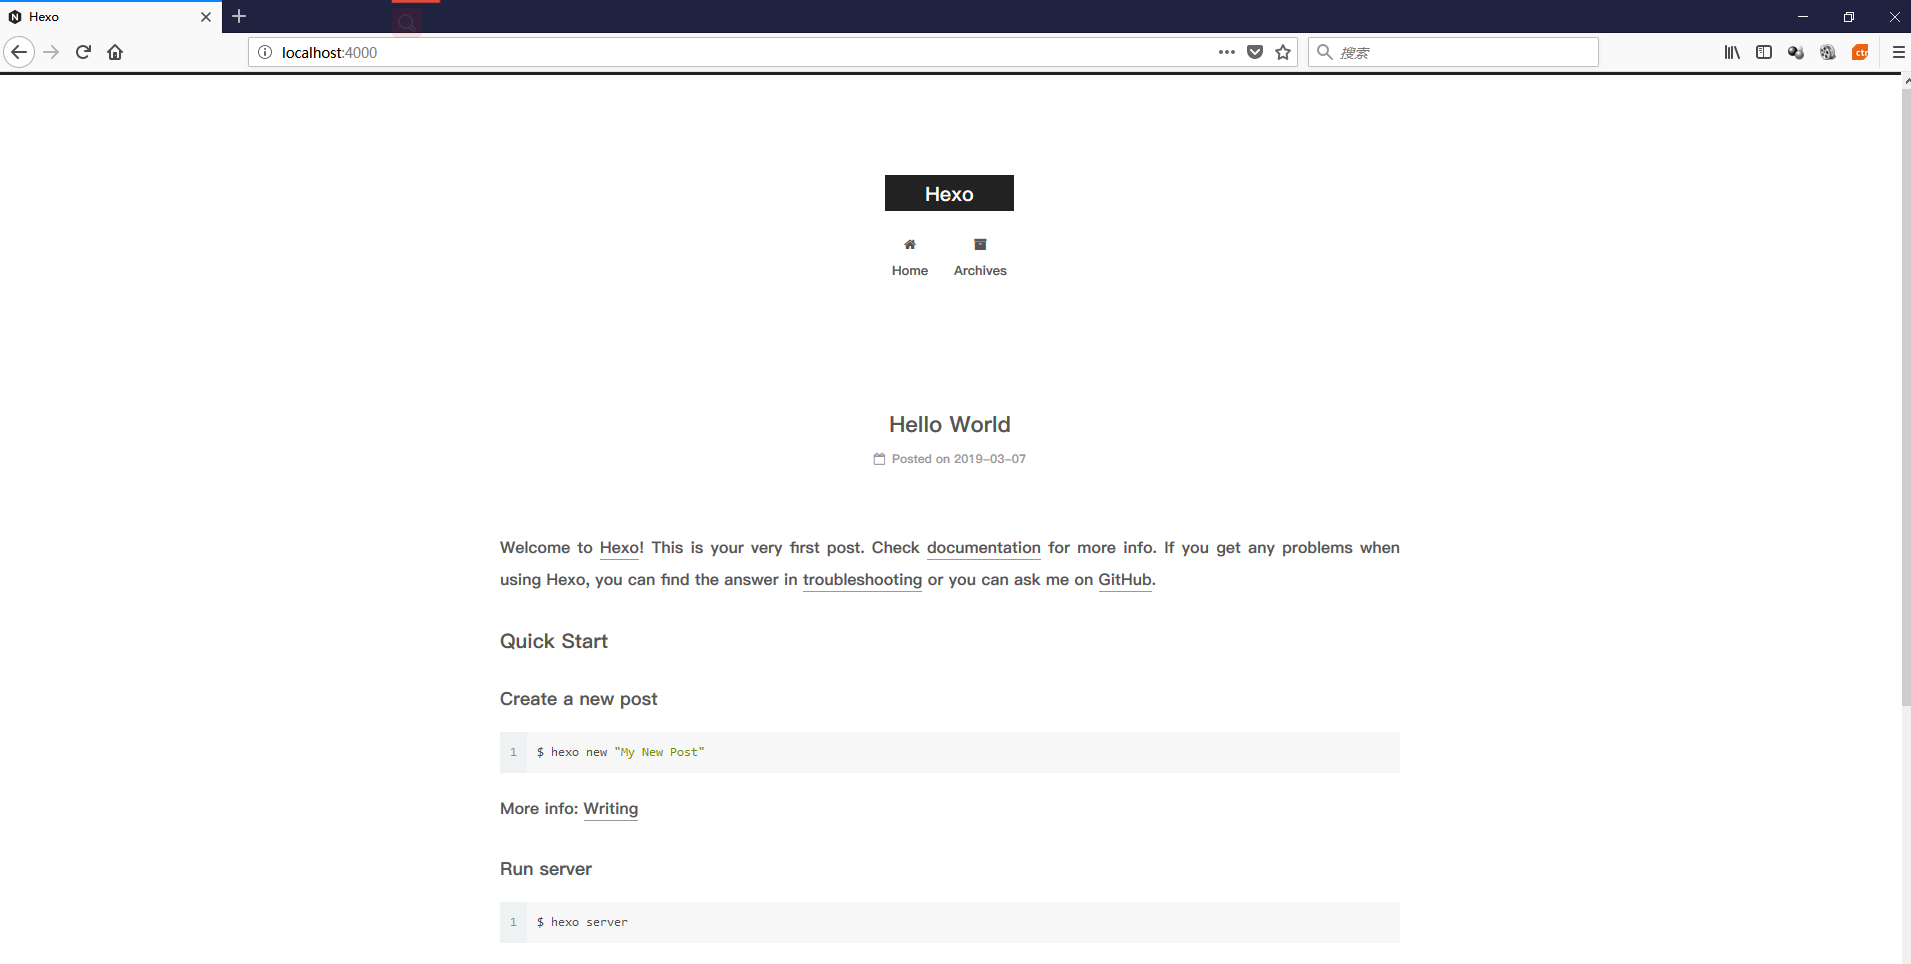 Hexo
localhost:4000
搜索
ctr
Hexo
Home Archives
Hello World
Posted on 2019-03-07
Welcome to Hexo! This is your very first post. Check documentation for more info. If you get any problems when
using Hexo, you can find the answer in troubleshooting or you can ask me on GitHub.
Quick Start
Create a new post
1 $ hexo new "My New Post"
More info: Writing
Run server
1 $ hexo server